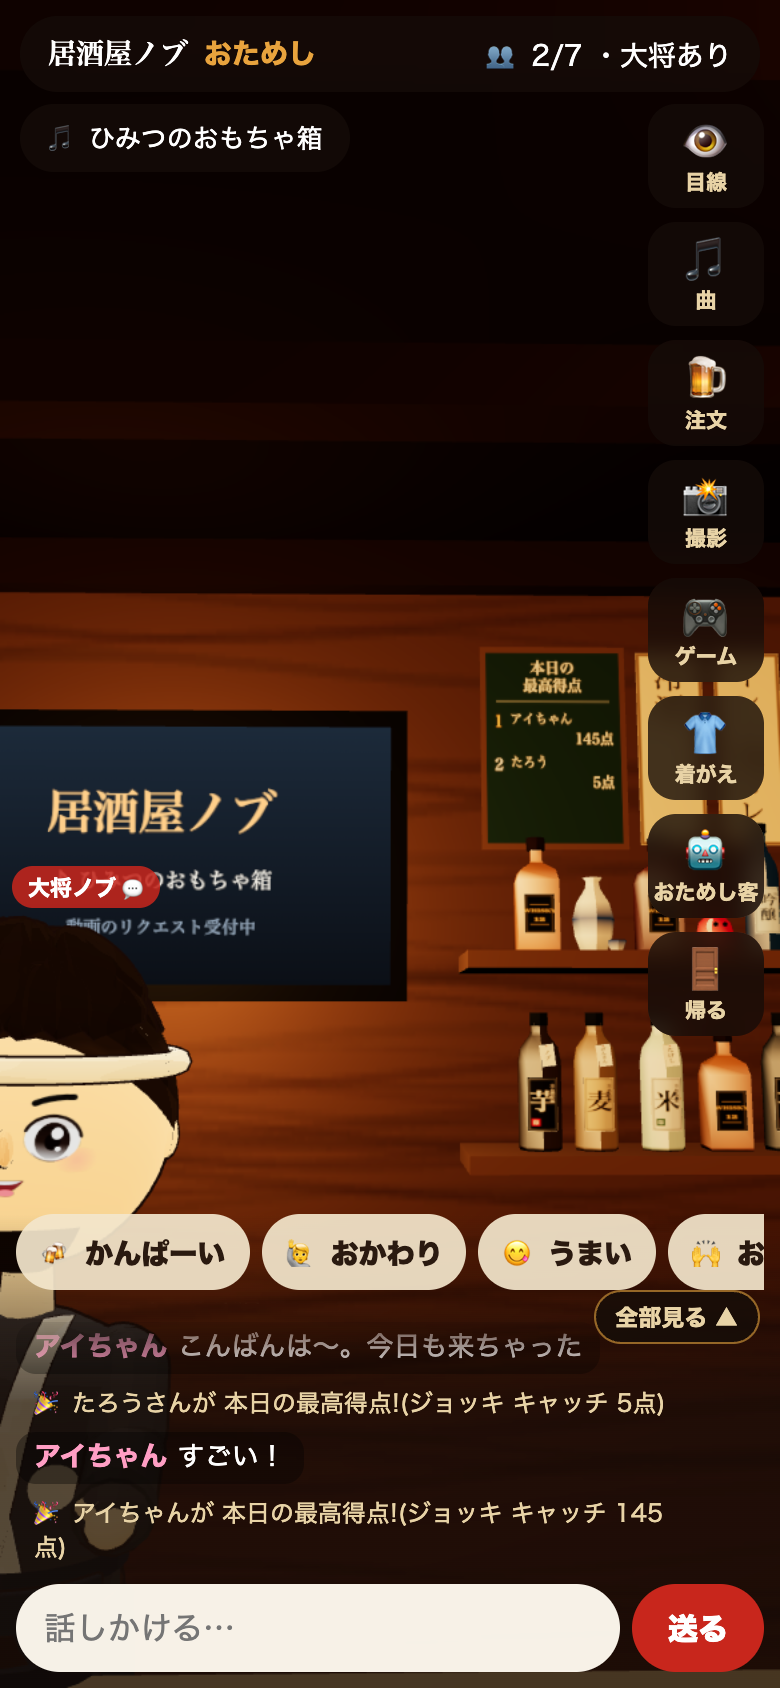 居酒屋ノブ おためし
2/7 ・大将あり
ひみつのおもちゃ箱
目線
曲
注文
撮影
ゲーム
着がえ
おためし客
帰る
本日の
最高得点
1 アイちゃん
145点
2 たろう
5点
居酒屋ノブ
のおもちゃ箱
動画のリクエスト受付中
大将ノブ
芋
麦
米
吟醸
かんぱーい
おかわり
うまい
お
全部見る ▲
アイちゃん こんばんは〜。今日も来ちゃった
たろうさんが 本日の最高得点!(ジョッキ キャッチ 5点)
アイちゃん すごい！
アイちゃんが 本日の最高得点!(ジョッキ キャッチ 145
点)
話しかける…
送る